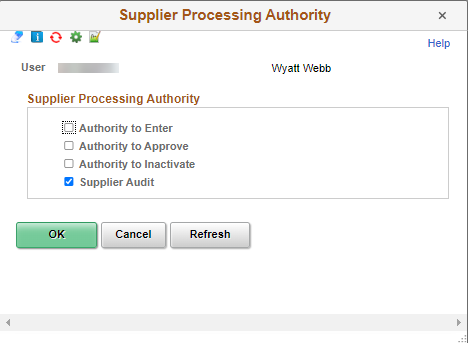 Supplier Processing Authority
Help
User Wyatt Webb
Supplier Processing Authority
Authority to Enter
Authority to Approve
Authority to Inactivate
Supplier Audit
OK Cancel Refresh